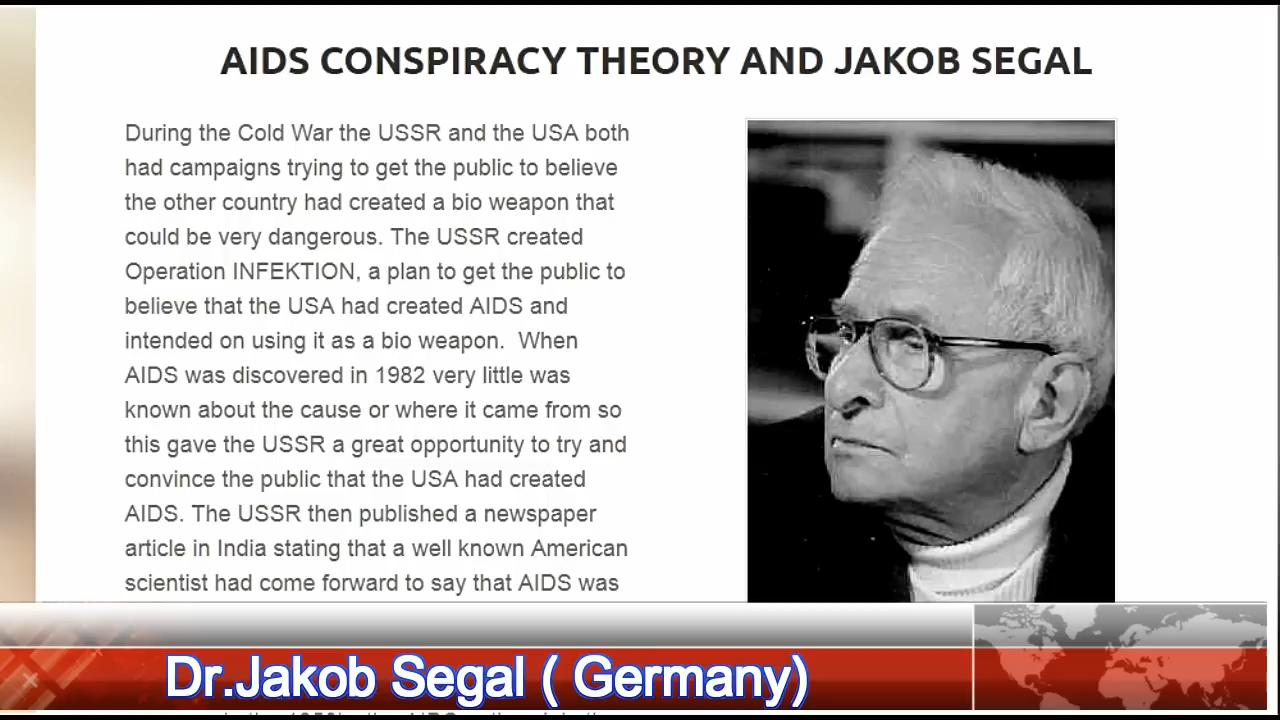 AIDS CONSPIRACY THEORY AND JAKOB SEGAL
During the Cold War the USSR and the USA both
had campaigns trying to get the public to believe
the other country had created a bio weapon that
could be very dangerous. The USSR created
Operation INFEKTION, a plan to get the public to
believe that the USA had created AIDS and
intended on using it as a bio weapon.  When
AIDS was discovered in 1982 very little was
known about the cause or where it came from so
this gave the USSR a great opportunity to try and
convince the public that the USA had created
AIDS. The USSR then published a newspaper
article in India stating that a well known American
scientist had come forward to say that AIDS was
Dr.Jakob Segal ( Germany)